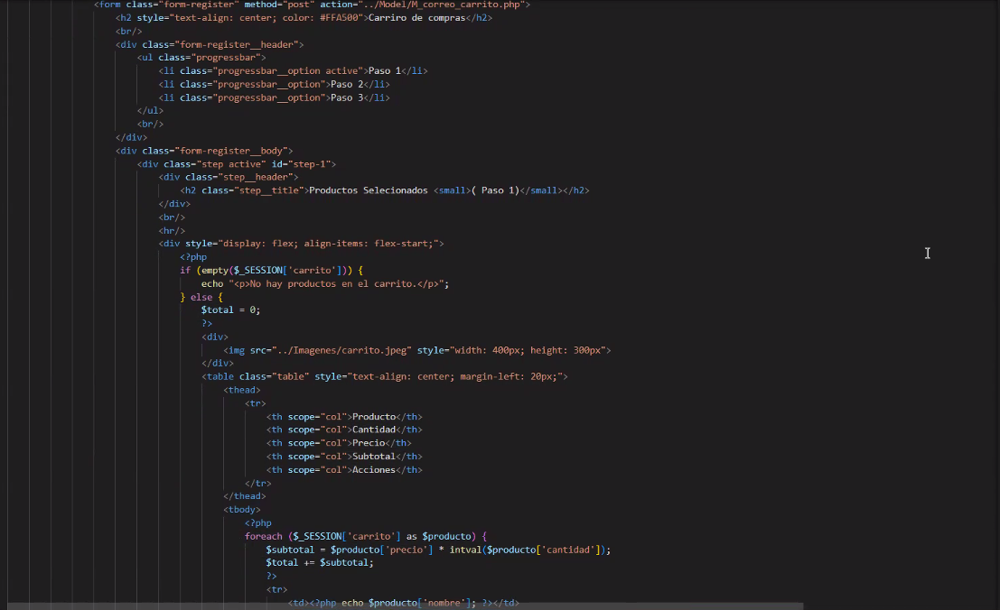 <form class="form-register" method="post" action="../Model/M_correo_carrito.php">
<h2 style="text-align: center; color: #FFA500">Carriro de compras</h2>
<br/>
<div class="form-register__header">
<ul class="progressbar">
<li class="progressbar__option active">Paso 1</li>
<li class="progressbar__option">Paso 2</li>
<li class="progressbar__option">Paso 3</li>
</ul>
<br/>
</div>
<div class="form-register__body">
<div class="step active" id="step-1">
<div class="step__header">
<h2 class="step__title">Productos Selecionados <small>( Paso 1)</small></h2>
</div>
<br/>
<hr/>
<div style="display: flex; align-items: flex-start;">
<?php
if (empty($_SESSION['carrito'])) {
echo "<p>No hay productos en el carrito.</p>";
} else {
$total = 0;
?>
<div>
<img src="../Imagenes/carrito.jpeg" style="width: 400px; height: 300px">
</div>
<table class="table" style="text-align: center; margin-left: 20px;">
<thead>
<tr>
<th scope="col">Producto</th>
<th scope="col">Cantidad</th>
<th scope="col">Precio</th>
<th scope="col">Subtotal</th>
<th scope="col">Acciones</th>
</tr>
</thead>
<tbody>
<?php
foreach ($_SESSION['carrito'] as $producto) {
$subtotal = $producto['precio'] * intval($producto['cantidad']);
$total += $subtotal;
?>
<tr>
<td><?php echo $producto['nombre']; ?></td>